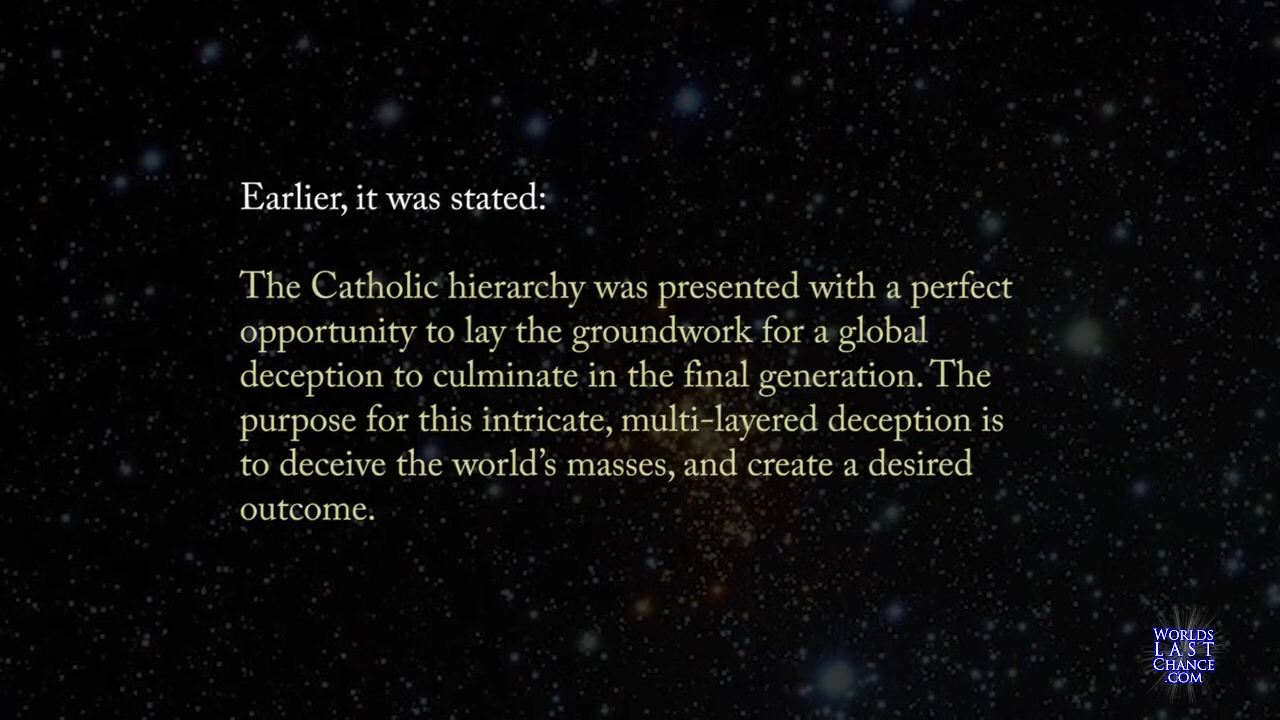 Earlier, it was stated:
The Catholic hierarchy was presented with a perfect
opportunity to lay the groundwork for a global
deception to culminate in the final generation. The
purpose for this intricate, multi-layered deception is
to deceive the world’s masses, and create a desired
outcome.
WORLDS
LAST
CHANCE
.COM